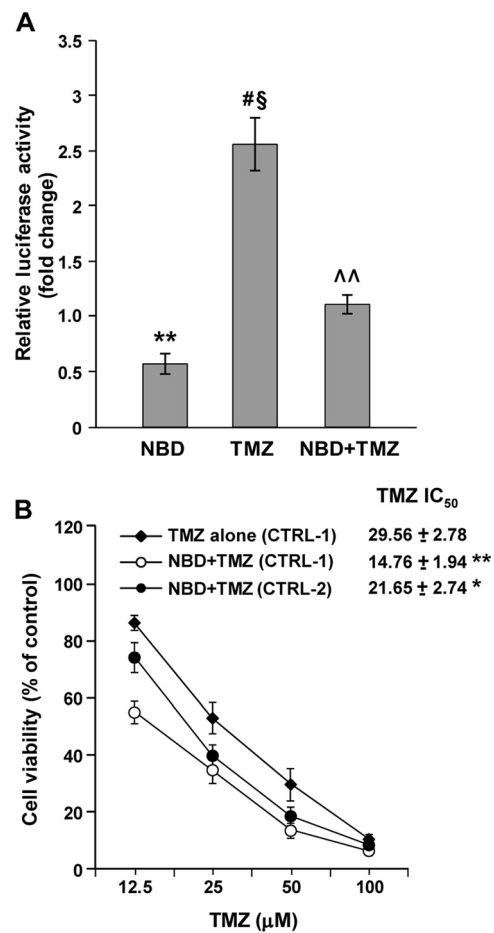 A
3.5
3
2.5
2
1.5
1.0
0.5
0
Relative luciferase activity
(fold change)
**
#§
^^
NBD TMZ NBD+TMZ
B
TMZ IC50
TMZ alone (CTRL-1) 29.56 ± 2.78
NBD+TMZ (CTRL-1) 14.76 ± 1.94 **
NBD+TMZ (CTRL-2) 21.65 ± 2.74 *
120
100
80
60
40
20
0
Cell viability (% of control)
12.5 25 50 100
TMZ (μM)